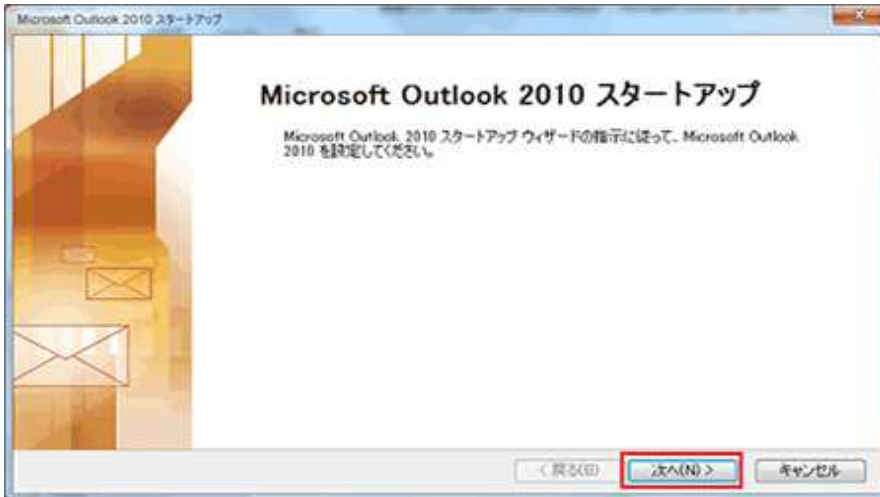 Microsoft Outlook 2010 スタートアップ
Microsoft Outlook 2010 スタートアップ
Microsoft Outlook 2010 スタートアップ ウィザードの指示に従って、Microsoft Outlook
2010 を設定してください。
< 戻る(B) 次へ(N) > キャンセル